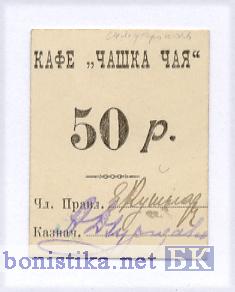 КАФЕ „ЧАШКА ЧАЯ“
50 р.
Чл. Правл.
Казнач.
bonistika.net БК